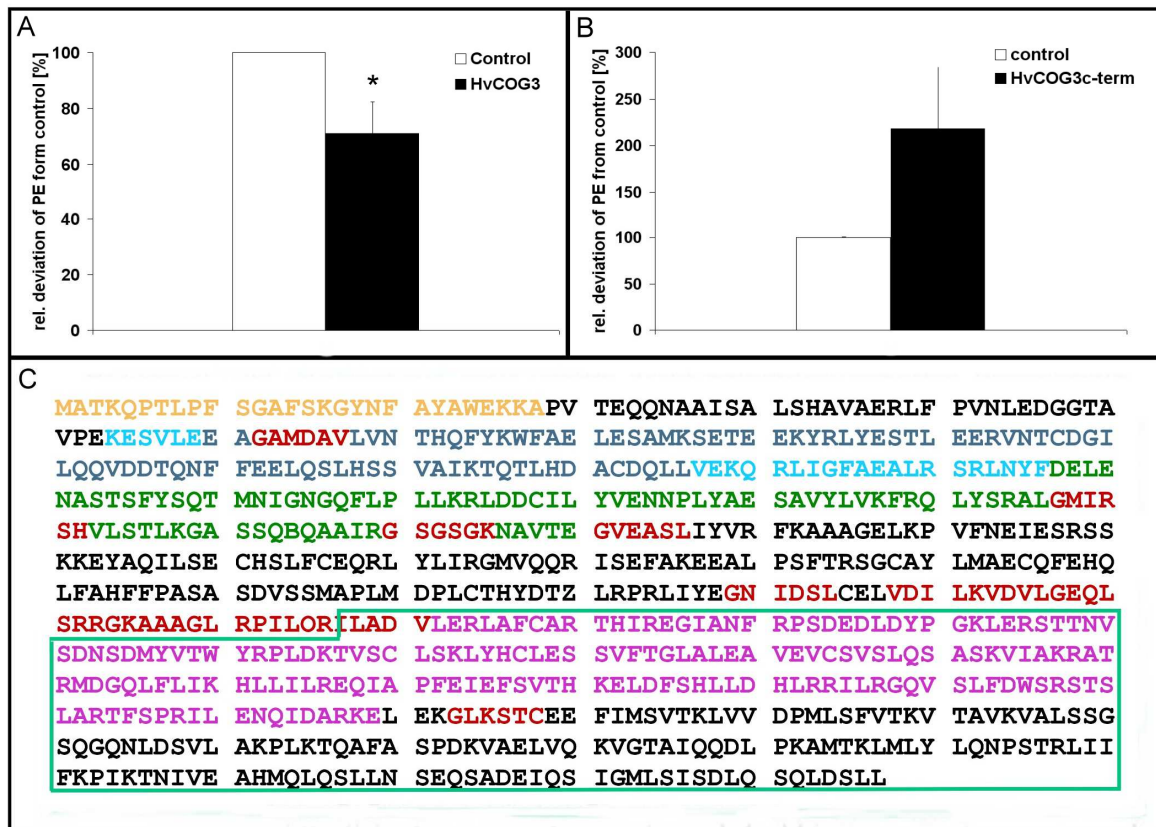 A
100
80
60
40
20
0
rel. deviation of PE form control [%]
Control
HvCOG3
*
B
300
250
200
150
100
50
0
rel. deviation of PE from control [%]
control
HvCOG3c-term
C
MATKQPTLPF SGAFSKGYNF AYAWEKKAPV TEQQNAAISA LSHAVAERLF PVNLEDGGTA
VPEKESVLEE AGAMDAVLVN THQFYKWFAE LESAMKSETE EKYRLYESTL EERVNTCDGI
LQQVDDTQNF FEELQSLHSS VAIKTQTLHD ACDQLLVEKQ RLIGFAEALR SRLNYFDELE
NASTSFYSQT MNIGNGQFLP LLKRLDDCIL YVENNPLYAE SAVYLVKFRQ LYSRALGMIR
SHVLSTLKGA SSQBQAAIRG SGSGKNAVTE GVEASLIYVR FKAAAGELKP VFNEIESRSS
KKEYAQILSE CHSLFCEQRL YLIRGMVQQR ISEFAKEEAL PSFTRSGCAY LMAECQFEHQ
LFAHFFPASA SDVSSMAPLM DPLCTHYDTZ LRPRLIYEGN IDSLCELVDI LKVDVLGEQL
SRRGKAAAGL RPILORILAD VLERLAFCAR THIREGIANF RPSDEDLDYP GKLERSTTNV
SDNSDMYVTW YRPLDKTVSC LSKLYHCLES SVFTGLALEA VEVCSVSLQS ASKVIAKRAT
RMDGQLFLIK HLLILREQIA PFEIEFSVTH KELDFSHLLD HLRRILRGQV SLFDWSRSTS
LARTFSPRIL ENQIDARKEL EKGLKSTCEE FIMSVTKLVV DPMLSFVTKV TAVKVALSSG
SQGQNLDSVL AKPLKTQAFA SPDKVAELVQ KVGTAIQQDL PKAMTKLMLY LQNPSTRLII
FKPIKTNIVE AHMQLQSLLN SEQSADEIQS IGMLSISDLQ SQLDSLL